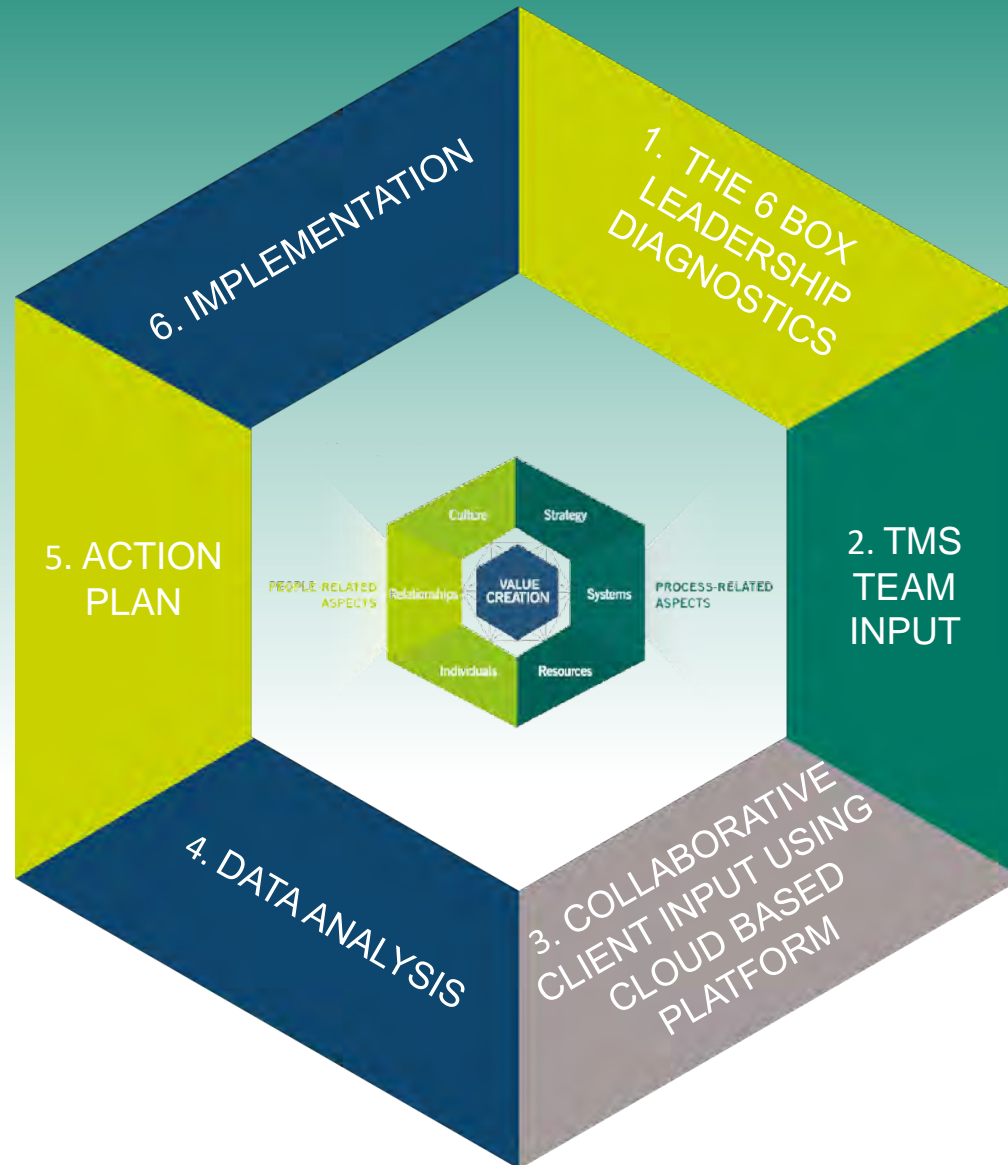 1. THE 6 BOX
LEADERSHIP
DIAGNOSTICS
2. TMS
TEAM
INPUT
3. COLLABORATIVE
CLIENT INPUT USING
CLOUD BASED
PLATFORM
4. DATA ANALYSIS
5. ACTION
PLAN
6. IMPLEMENTATION
Culture
Strategy
PEOPLE-RELATED
ASPECTS
Relationships
VALUE
CREATION
Systems
PROCESS-RELATED
ASPECTS
Individuals
Resources